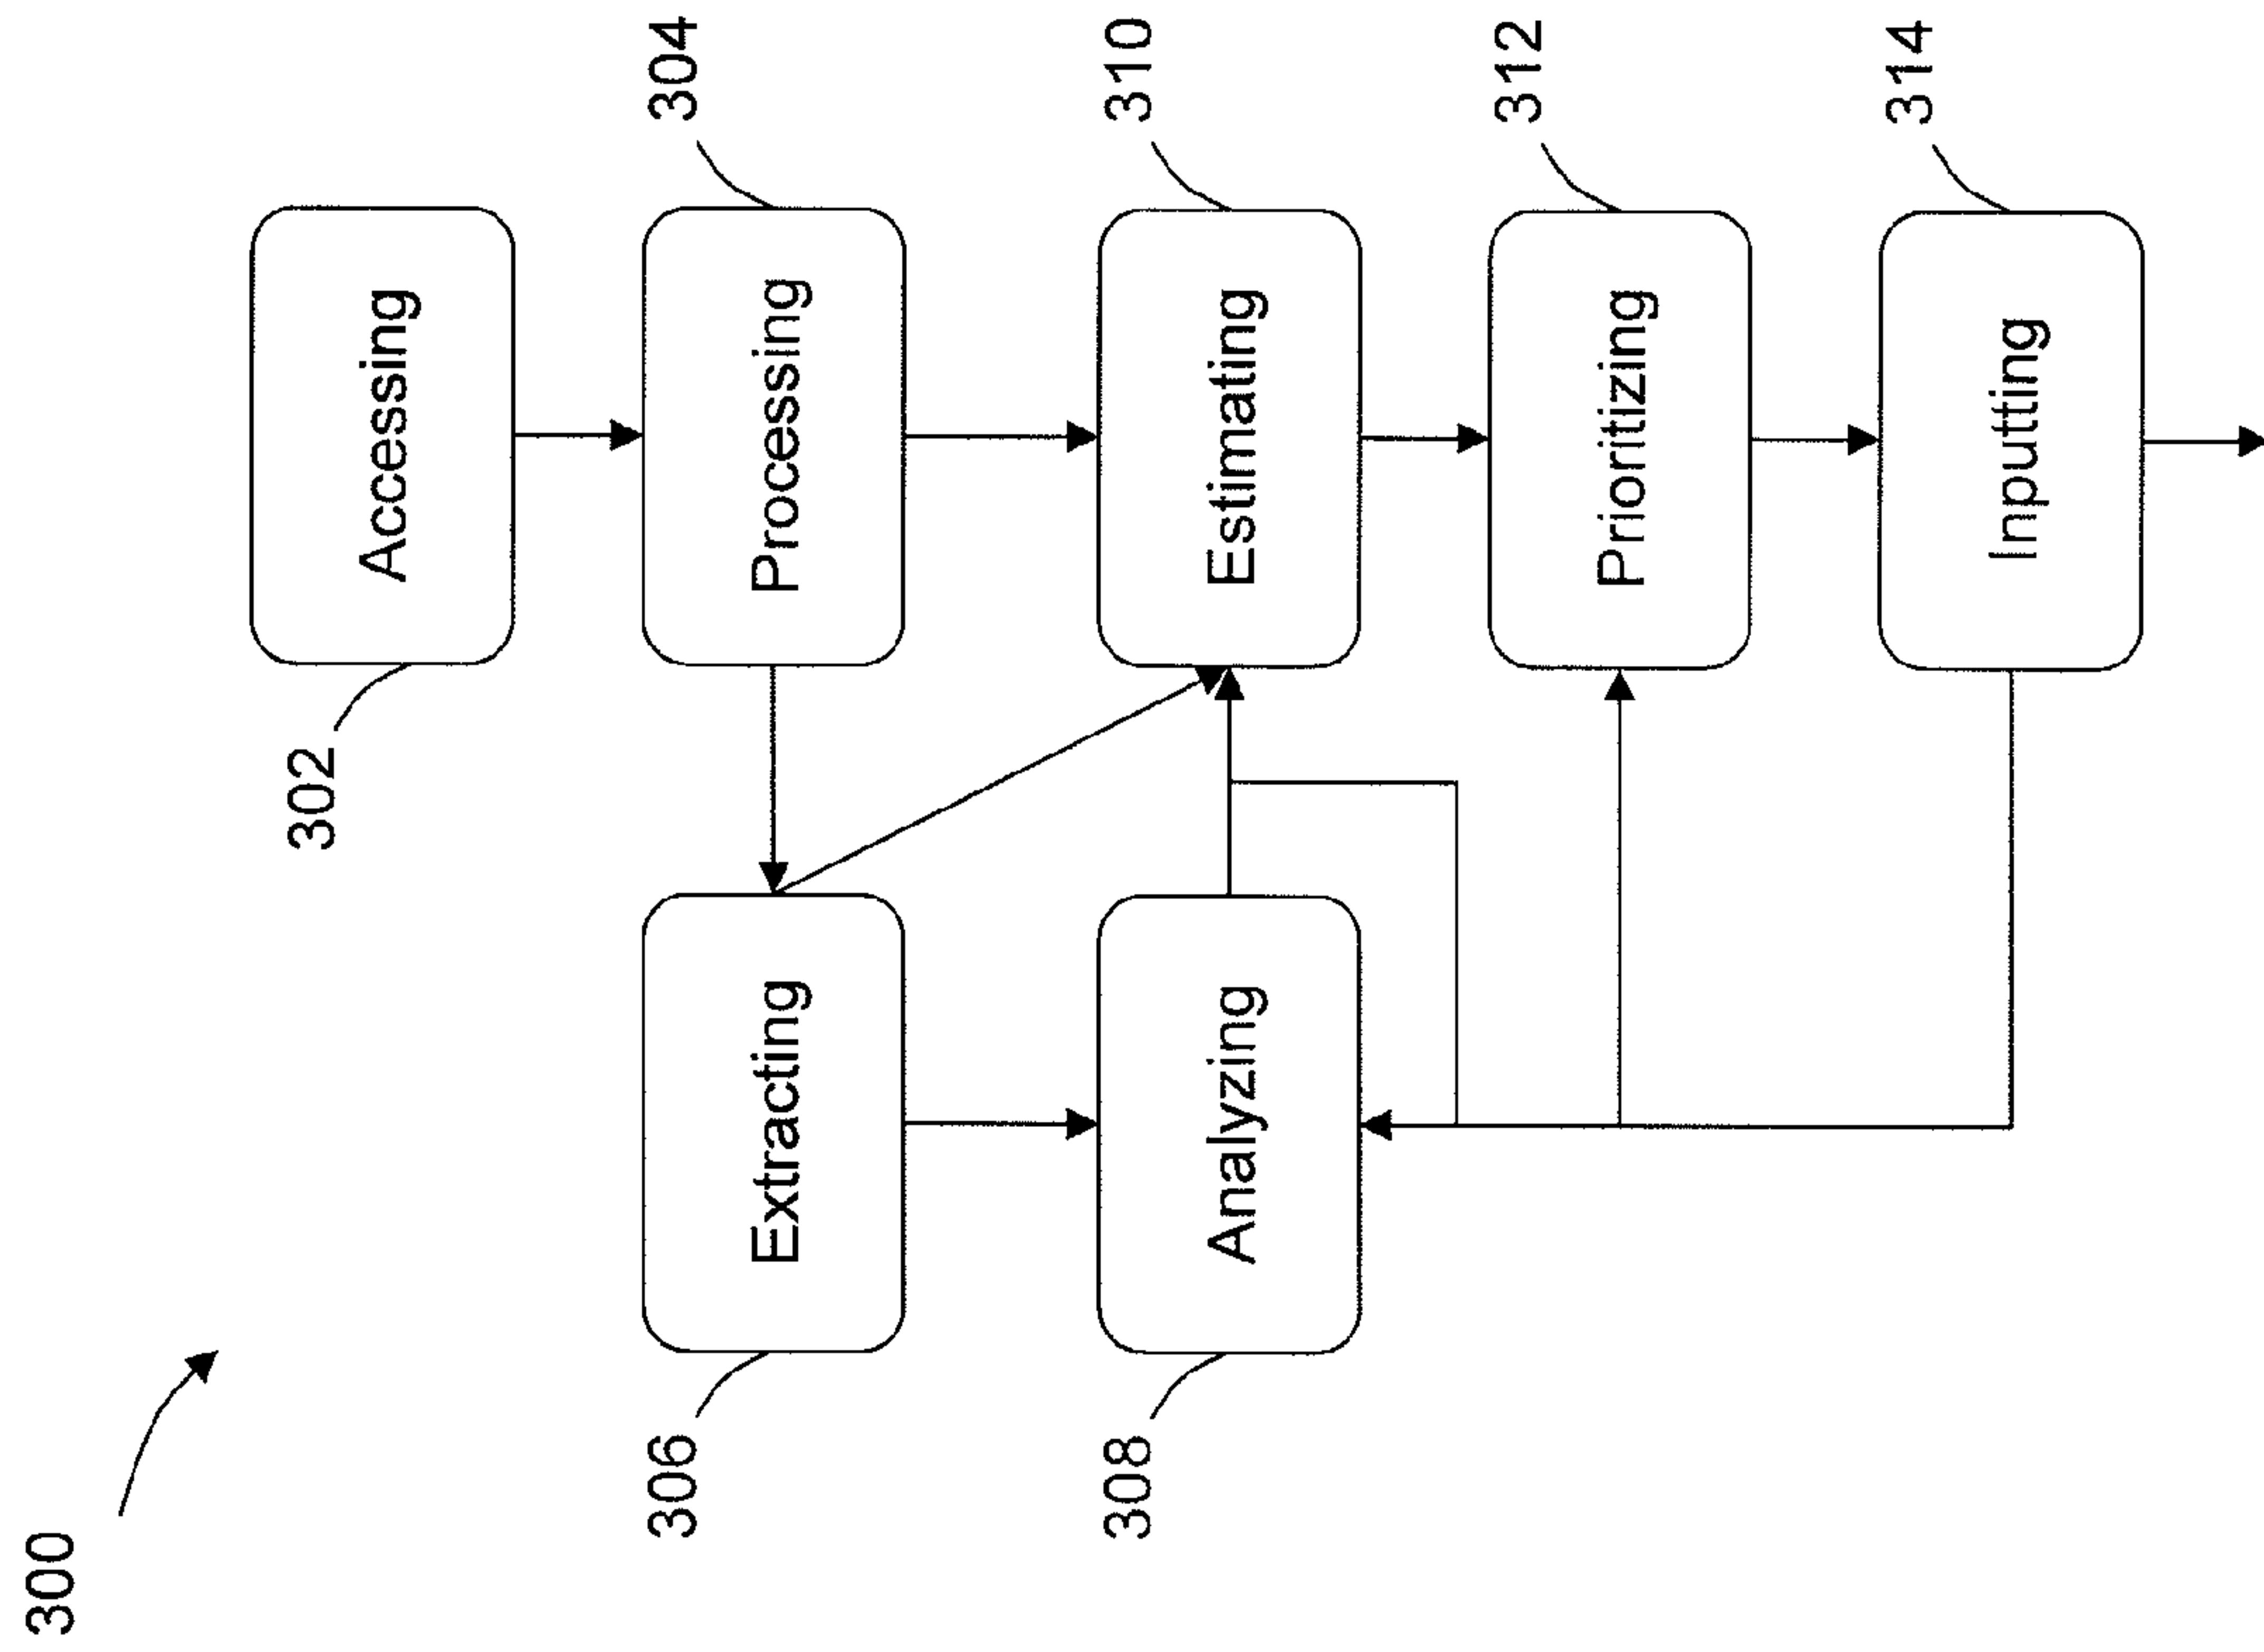 300
302
Accessing
304
Processing
306
Extracting
308
Analyzing
310
Estimating
312
Prioritizing
314
Inputting